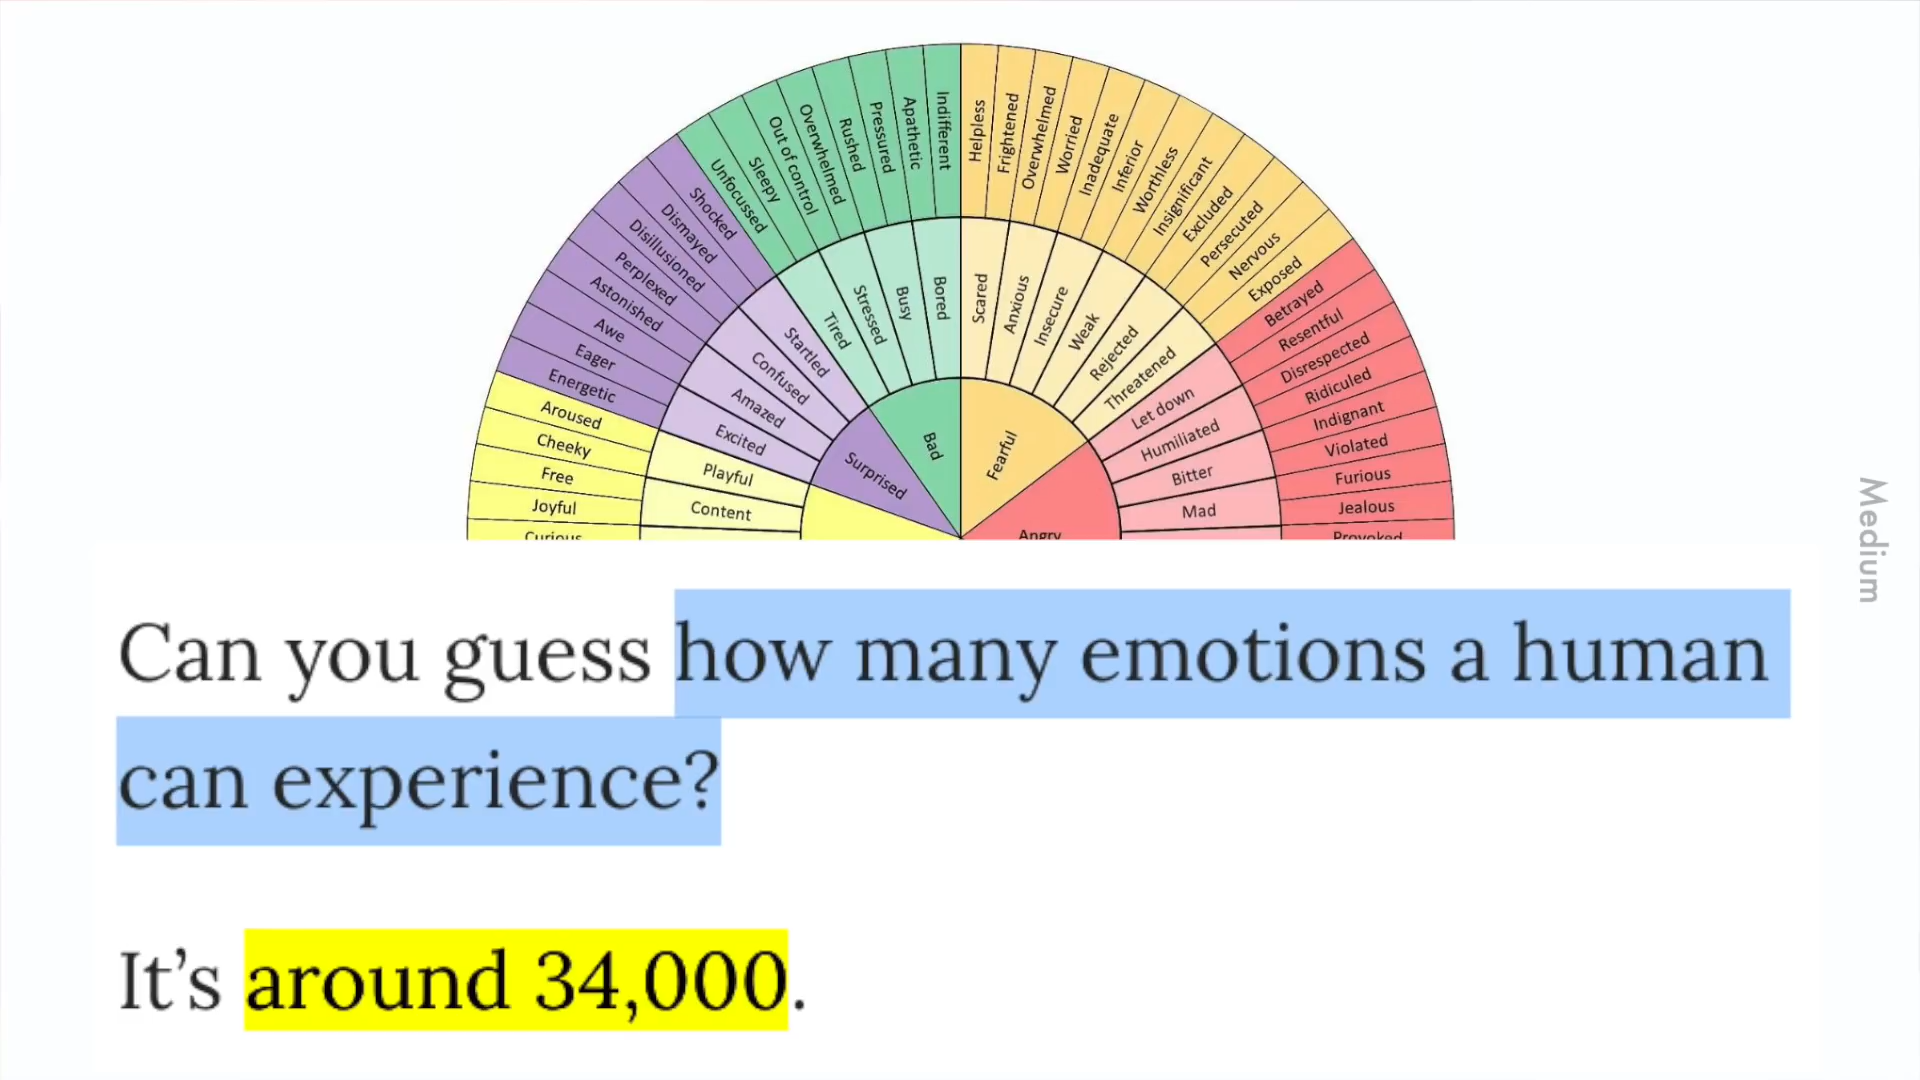 Indifferent
Apathetic
Pressured
Rushed
Overwhelmed
Out of control
Sleepy
Unfocussed
Shocked
Dismayed
Disillusioned
Perplexed
Astonished
Awe
Eager
Energetic
Aroused
Cheeky
Free
Joyful
Curious
Helpless
Frightened
Overwhelmed
Worried
Inadequate
Inferior
Worthless
Insignificant
Excluded
Persecuted
Nervous
Exposed
Betrayed
Resentful
Disrespected
Ridiculed
Indignant
Violated
Furious
Jealous
Provoked
Bored
Busy
Stressed
Tired
Startled
Confused
Amazed
Excited
Playful
Content
Scared
Anxious
Insecure
Weak
Rejected
Threatened
Let down
Humiliated
Bitter
Mad
Surprised
Bad
Fearful
Angry
Medium
Can you guess how many emotions a human
can experience?
It’s around 34,000.